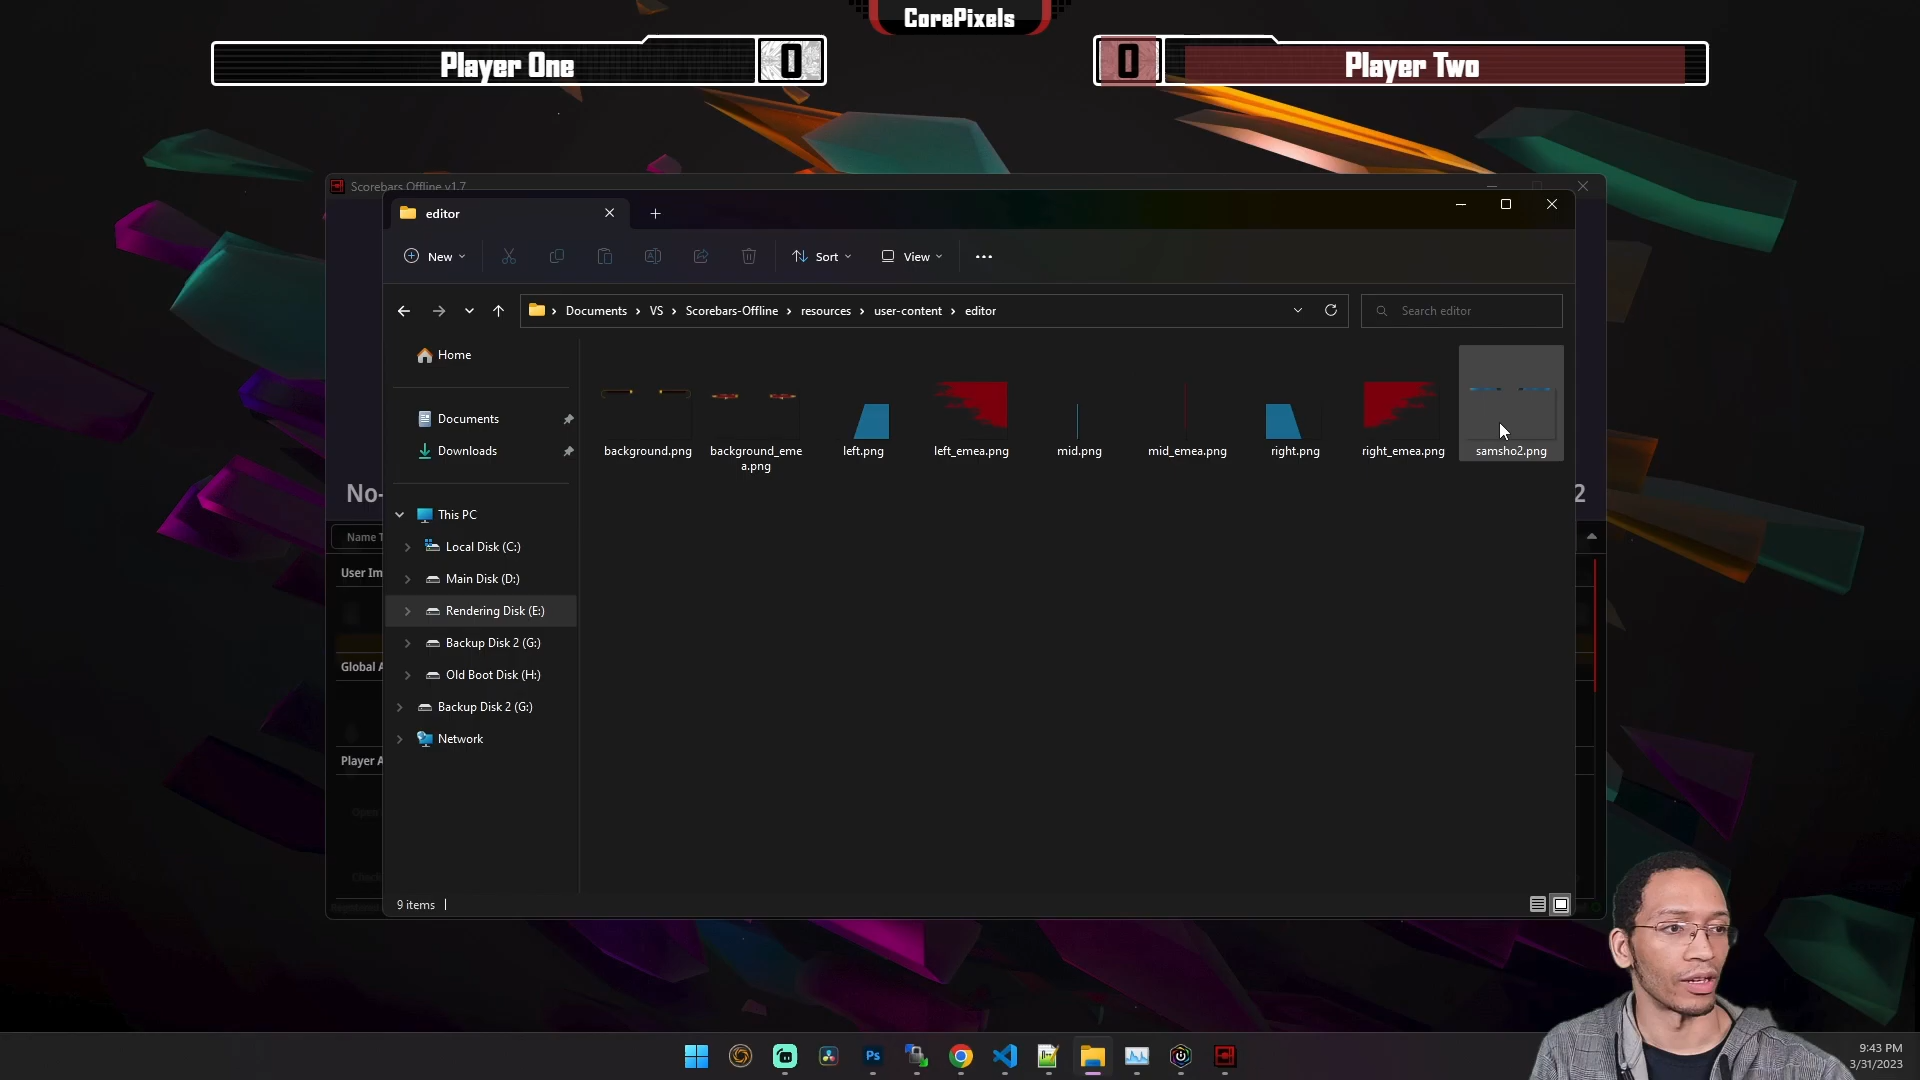 CorePixels
Player One
0
0
Player Two
Scorebars Offline v1.7
editor
New
Sort
View
Documents
VS
Scorebars-Offline
resources
user-content
editor
Search editor
Home
Documents
Downloads
This PC
Local Disk (C:)
Main Disk (D:)
Rendering Disk (E:)
Backup Disk 2 (G:)
Old Boot Disk (H:)
Backup Disk 2 (G:)
Network
background.png
background_eme
a.png
left.png
left_emea.png
mid.png
mid_emea.png
right.png
right_emea.png
samsho2.png
No-
2
Name T
User Im
Global A
Player A
Open
9 items
Ps
9:43 PM
3/31/2023